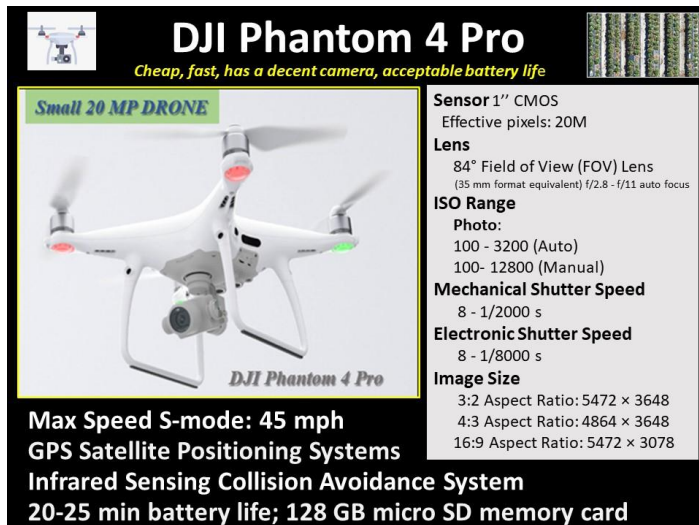 DJI Phantom 4 Pro
Cheap, fast, has a decent camera, acceptable battery life
Small 20 MP DRONE
DJI Phantom 4 Pro
Sensor 1’’ CMOS
Effective pixels: 20M
Lens
84° Field of View (FOV) Lens
(35 mm format equivalent) f/2.8 - f/11 auto focus
ISO Range
Photo:
100 - 3200 (Auto)
100- 12800 (Manual)
Mechanical Shutter Speed
8 - 1/2000 s
Electronic Shutter Speed
8 - 1/8000 s
Image Size
3:2 Aspect Ratio: 5472 × 3648
4:3 Aspect Ratio: 4864 × 3648
16:9 Aspect Ratio: 5472 × 3078
Max Speed S-mode: 45 mph
GPS Satellite Positioning Systems
Infrared Sensing Collision Avoidance System
20-25 min battery life; 128 GB micro SD memory card